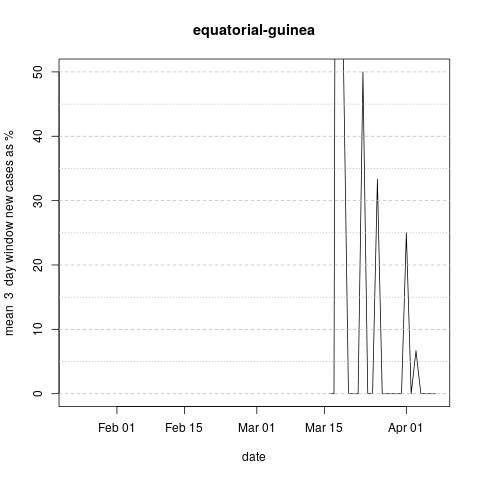 equatorial-guinea
mean 3 day window new cases as %
50
40
30
20
10
0
Feb 01 Feb 15 Mar 01 Mar 15 Apr 01
date